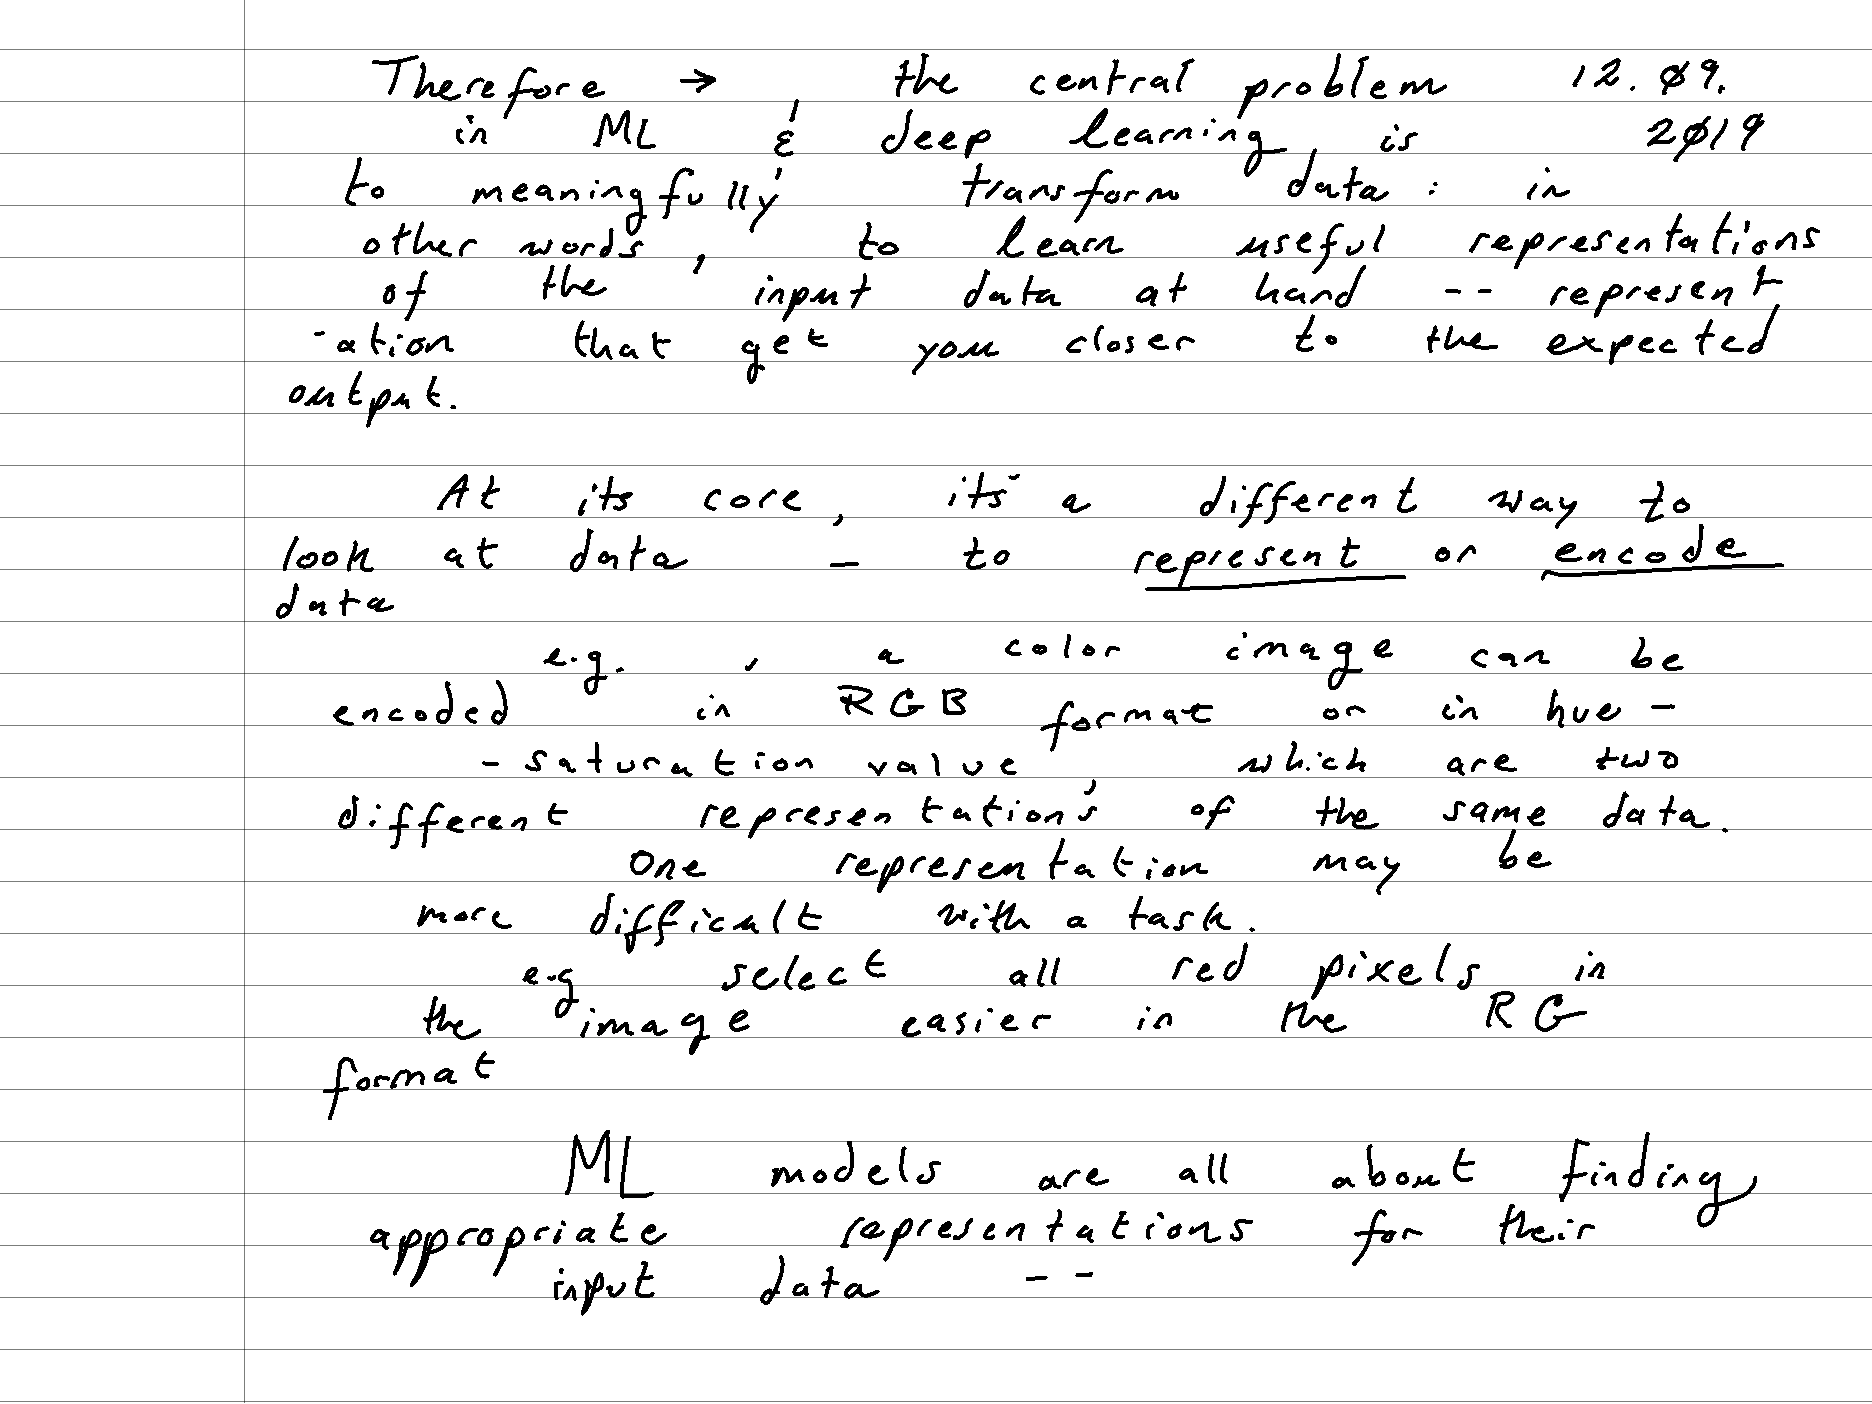 Therefore → , the central problem 12.09.
in ML & deep learning is 2019
to meaningfully transform data : in
other words, to learn useful representations
of the input data at hand -- represent
-ation that get you closer to the expected
output.
At its core, its a different way to
look at data – to represent or encode
data
e.g. , a color image can be
encoded in RGB format or in hue -
- saturation value, which are two
different representation's of the same data.
One representation may be
more difficult with a task.
e.g select all red pixels in
the image easier in the RG
format
ML models are all about finding
appropriate representations for their
input data --